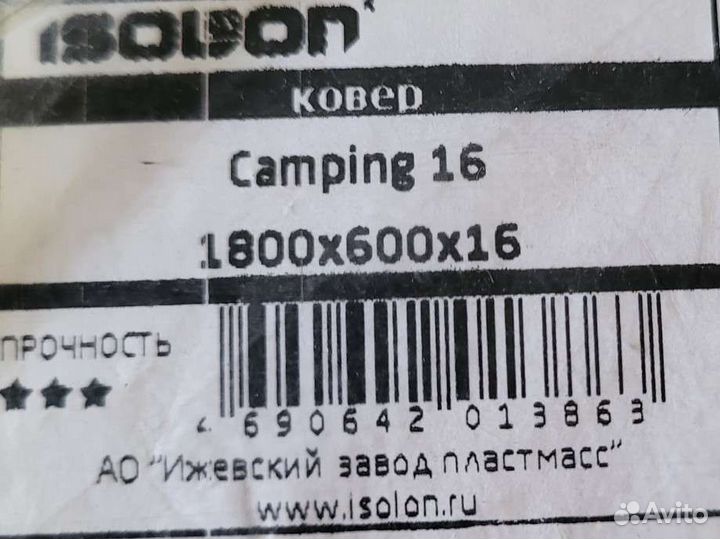 ISOLON
ковер
Camping 16
1800x600x16
ПРОЧНОСТЬ
4 690642 013863
АО "Ижевский завод пластмасс"
www.isolon.ru
Avito